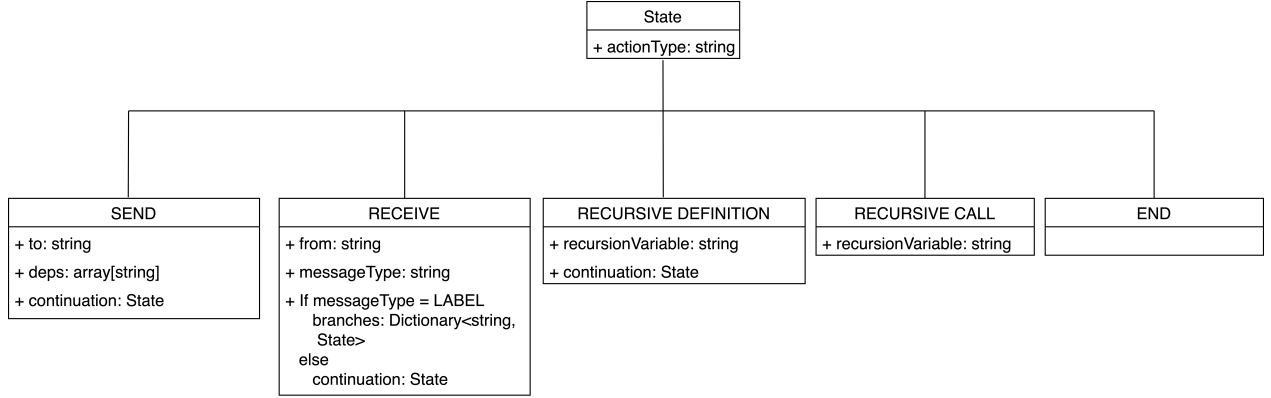 State
+ actionType: string
SEND
+ to: string
+ deps: array[string]
+ continuation: State
RECEIVE
+ from: string
+ messageType: string
+ If messageType = LABEL
branches: Dictionary<string,
State>
else
continuation: State
RECURSIVE DEFINITION
+ recursionVariable: string
+ continuation: State
RECURSIVE CALL
+ recursionVariable: string
END